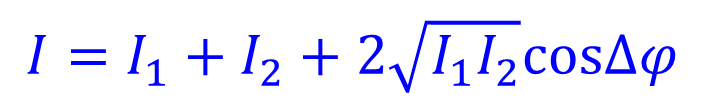 I = I₁ + I₂ + 2√(I₁I₂)cosΔφ